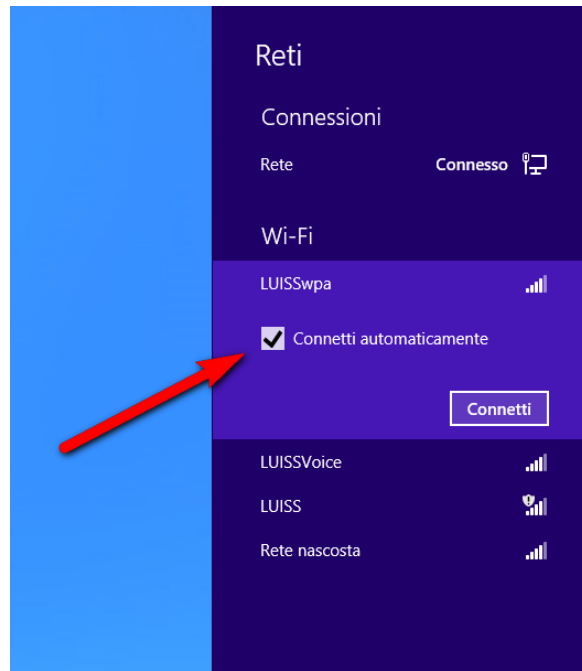 Reti
Connessioni
Rete Connesso
Wi-Fi
LUISSwpa
Connetti automaticamente
Connetti
LUISSVoice
LUISS
Rete nascosta